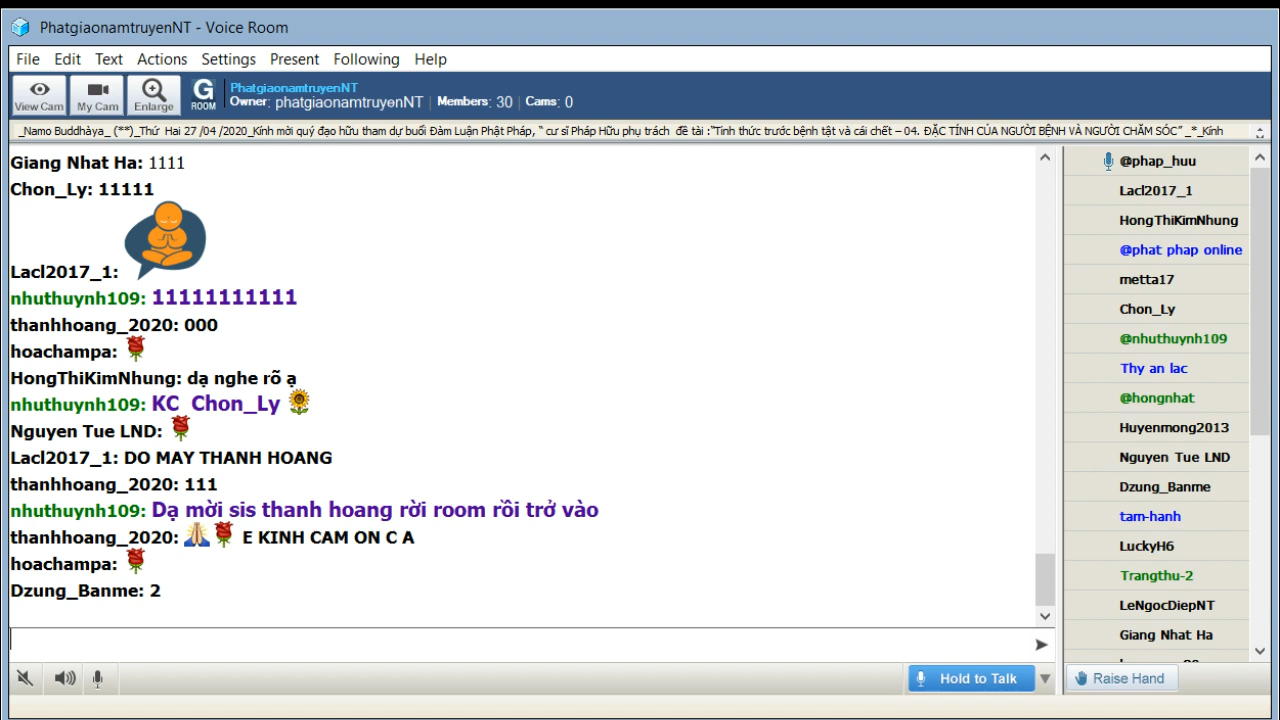 PhatgiaonamtruyenNT - Voice Room
File Edit Text Actions Settings Present Following Help
View Cam My Cam Enlarge G ROOM
PhatgiaonamtruyenNT
Owner: phatgiaonamtruyenNT | Members: 30 | Cams: 0
_Namo Buddhàya_ (**)_Thứ Hai 27 /04 /2020_Kính mời quý đạo hữu tham dự buổi Đàm Luận Phật Pháp, " cư sĩ Pháp Hữu phụ trách đề tài :"Tỉnh thức trước bệnh tật và cái chết – 04. ĐẶC TÍNH CỦA NGƯỜI BỆNH VÀ NGƯỜI CHĂM SÓC" _*_Kính
Giang Nhat Ha: 1111
Chon_Ly: 11111
Lacl2017_1:
nhuthuynh109: 11111111111
thanhhoang_2020: 000
hoachampa:
HongThiKimNhung: dạ nghe rõ ạ
nhuthuynh109: KC Chon_Ly
Nguyen Tue LND:
Lacl2017_1: DO MAY THANH HOANG
thanhhoang_2020: 111
nhuthuynh109: Dạ mời sis thanh hoang rời room rồi trở vào
thanhhoang_2020: E KINH CAM ON C A
hoachampa:
Dzung_Banme: 2
@phap_huu
Lacl2017_1
HongThiKimNhung
@phat phap online
metta17
Chon_Ly
@nhuthuynh109
Thy an lac
@hongnhat
Huyenmong2013
Nguyen Tue LND
Dzung_Banme
tam-hanh
LuckyH6
Trangthu-2
LeNgocDiepNT
Giang Nhat Ha
Hold to Talk
Raise Hand